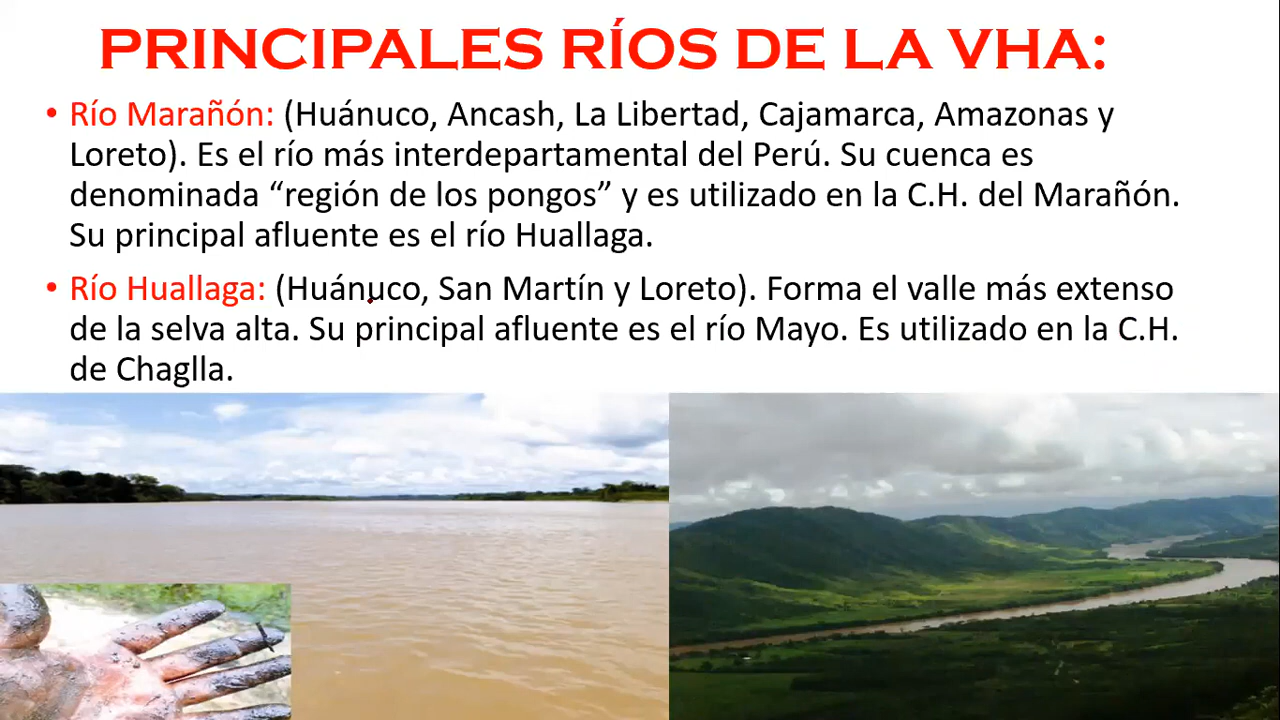 PRINCIPALES RÍOS DE LA VHA:
• Río Marañón: (Huánuco, Ancash, La Libertad, Cajamarca, Amazonas y
Loreto). Es el río más interdepartamental del Perú. Su cuenca es
denominada “región de los pongos” y es utilizado en la C.H. del Marañón.
Su principal afluente es el río Huallaga.
• Río Huallaga: (Huánuco, San Martín y Loreto). Forma el valle más extenso
de la selva alta. Su principal afluente es el río Mayo. Es utilizado en la C.H.
de Chaglla.